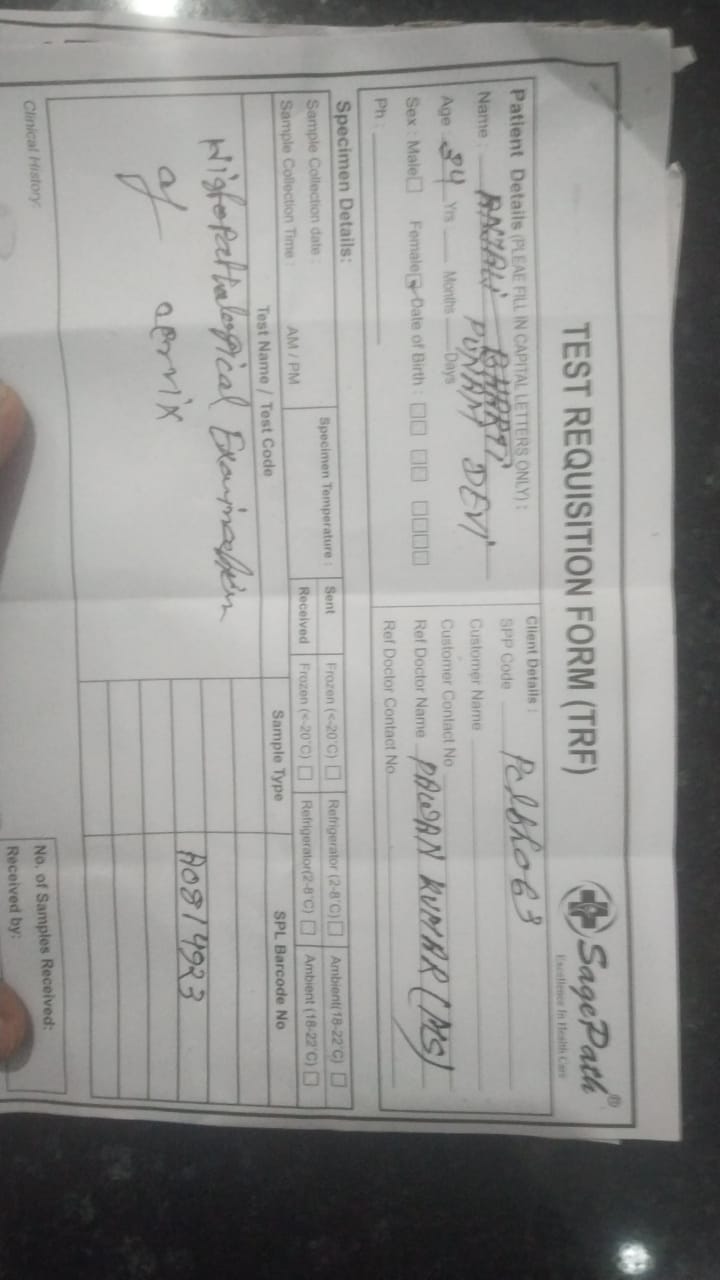 TEST REQUISITION FORM (TRF)
SagePath®
Excellence In Health Care
Patient Details (PLEAE FILL IN CAPITAL LETTERS ONLY) :
Name : ANJALI BHARTI
PUNAM DEVI
Age : 34 Yrs Months Days
Sex : Male Female Date of Birth :
Ph :
Client Details :
SPP Code
Customer Name
Customer Contact No
Ref Doctor Name PAWAN KUMAR (MS)
Ref Doctor Contact No
Specimen Details:
Sample Collection date :
Sample Collection Time : AM / PM
Specimen Temperature :
Sent Frozen (<-20°C) Refrigerator (2-8°C) Ambient(18-22°C)
Received Frozen (<-20°C) Refrigerator(2-8°C) Ambient (18-22°C)
Test Name / Test Code Sample Type SPL Barcode No
Histopathological Examination
of cervix
A0814923
Clinical History:
No. of Samples Received:
Received by: